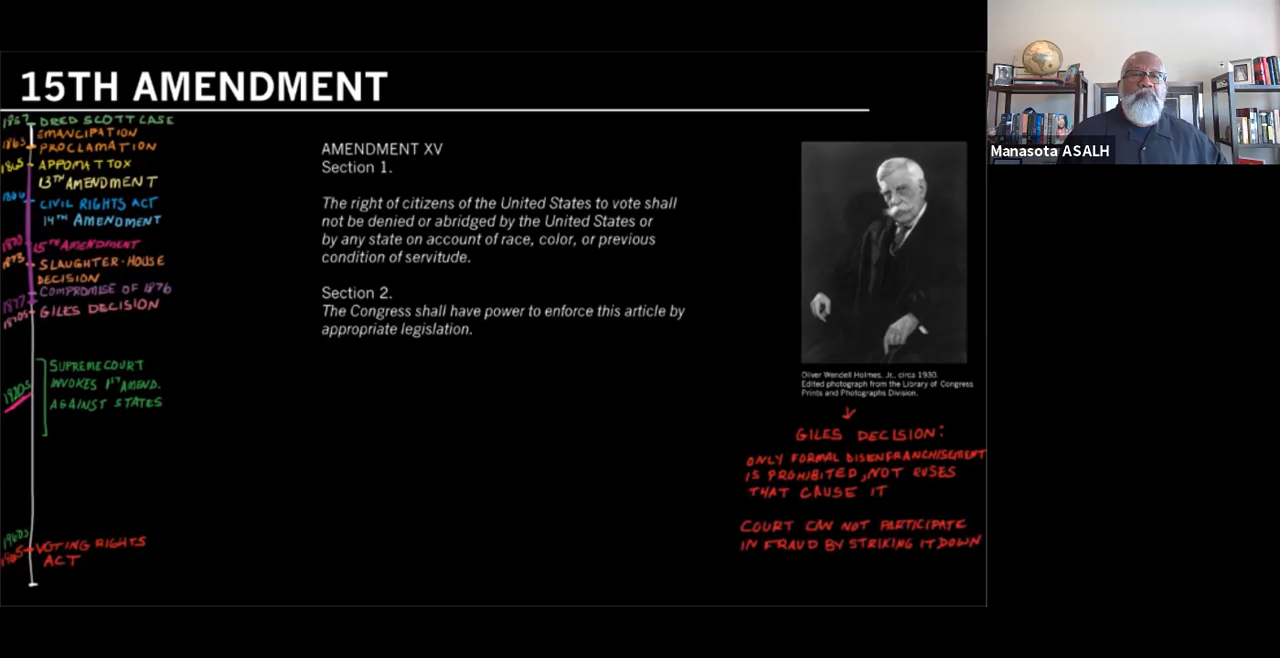 15TH AMENDMENT
1857 DRED SCOTT CASE
EMANCIPATION
1863 PROCLAMATION
1865 APPOMATTOX
13TH AMENDMENT
1866 CIVIL RIGHTS ACT
14TH AMENDMENT
1870 15TH AMENDMENT
1873 SLAUGHTER-HOUSE
DECISION
COMPROMISE OF 1876
1877
GILES DECISION
SUPREME COURT
INVOKES 1ST AMEND.
1920s
AGAINST STATES
1960s
1965 VOTING RIGHTS
ACT
AMENDMENT XV
Section 1.
The right of citizens of the United States to vote shall
not be denied or abridged by the United States or
by any state on account of race, color, or previous
condition of servitude.
Section 2.
The Congress shall have power to enforce this article by
appropriate legislation.
Oliver Wendell Holmes, Jr., circa 1930.
Edited photograph from the Library of Congress
Prints and Photographs Division.
GILES DECISION:
ONLY FORMAL DISENFRANCHISEMENT
IS PROHIBITED, NOT RUSES
THAT CAUSE IT
COURT CAN NOT PARTICIPATE
IN FRAUD BY STRIKING IT DOWN
Manasota ASALH